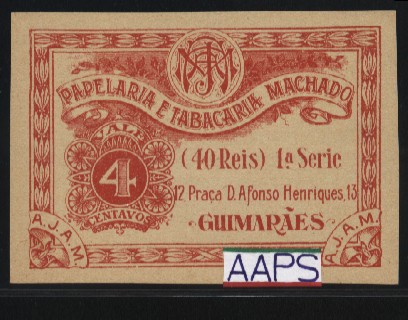 PAPELARIA E TABACARIA MACHADO
VALE
4
CENTAVOS
(40 Reis) 1ª Serie
12 Praça D. Afonso Henriques, 13
GUIMARÃES
A.J.A.M.
A.J.A.M.
AAPS